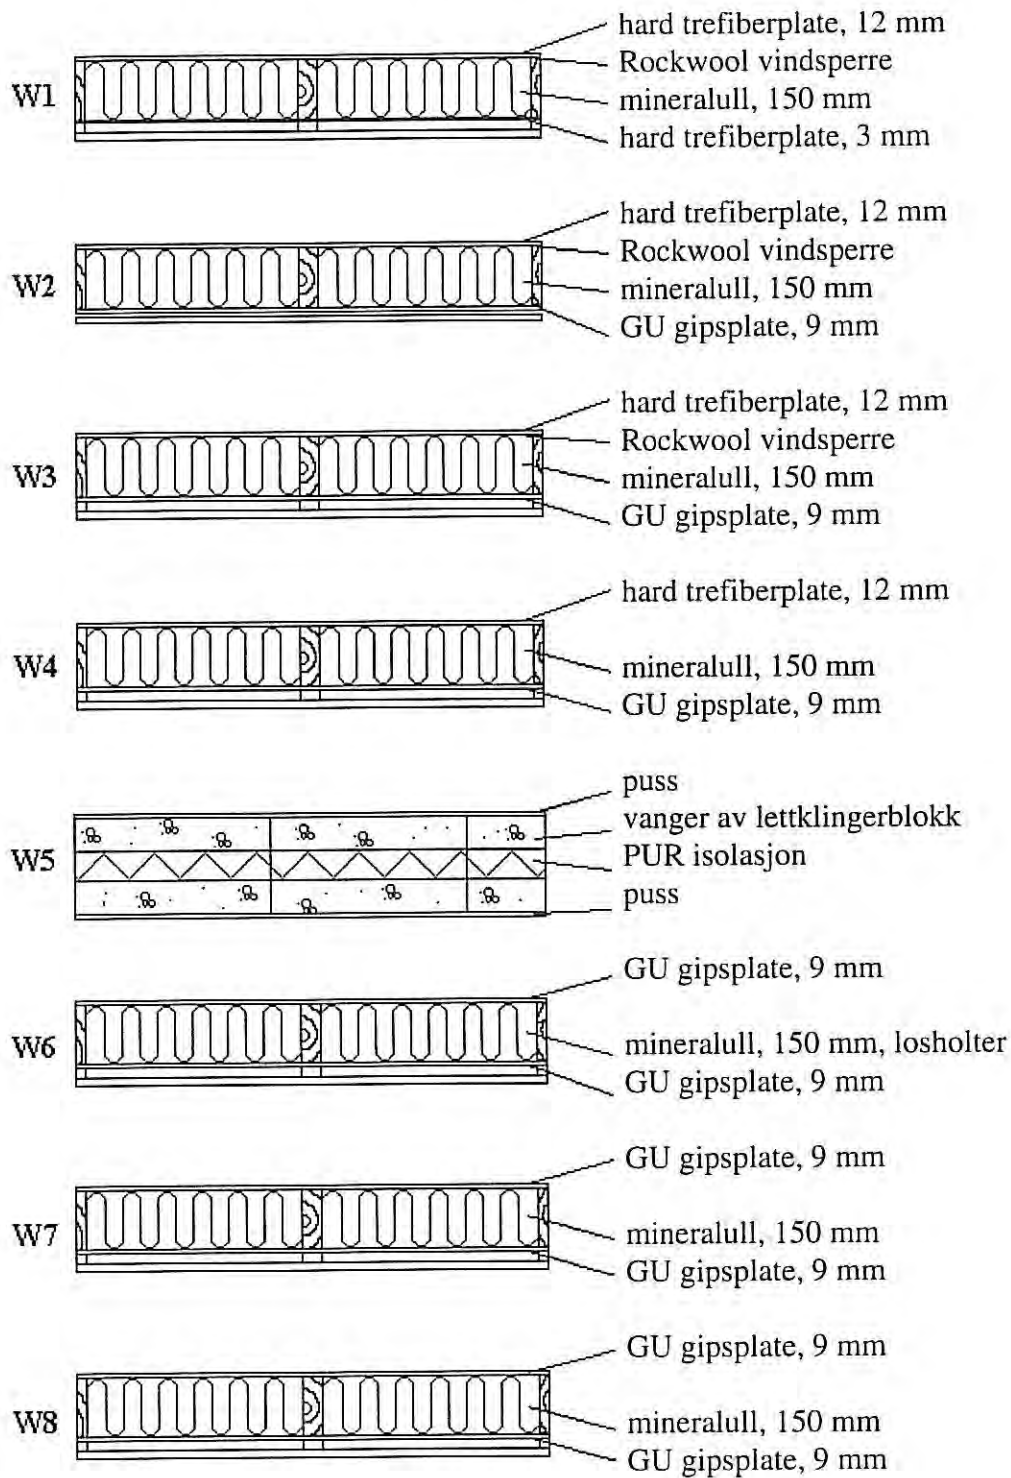 W1
hard trefiberplate, 12 mm
Rockwool vindsperre
mineralull, 150 mm
hard trefiberplate, 3 mm
W2
hard trefiberplate, 12 mm
Rockwool vindsperre
mineralull, 150 mm
GU gipsplate, 9 mm
W3
hard trefiberplate, 12 mm
Rockwool vindsperre
mineralull, 150 mm
GU gipsplate, 9 mm
W4
hard trefiberplate, 12 mm
mineralull, 150 mm
GU gipsplate, 9 mm
W5
puss
vanger av lettklingerblokk
PUR isolasjon
puss
W6
GU gipsplate, 9 mm
mineralull, 150 mm, losholter
GU gipsplate, 9 mm
W7
GU gipsplate, 9 mm
mineralull, 150 mm
GU gipsplate, 9 mm
W8
GU gipsplate, 9 mm
mineralull, 150 mm
GU gipsplate, 9 mm